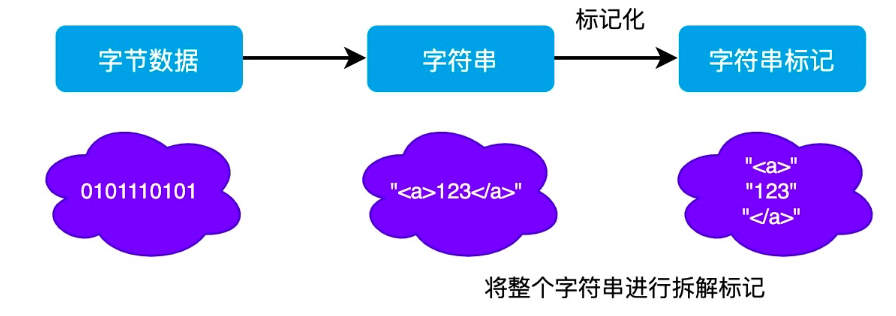 标记化
字节数据
字符串
字符串标记
0101110101
"<a>123</a>"
"<a>"
"123"
"</a>"
将整个字符串进行拆解标记